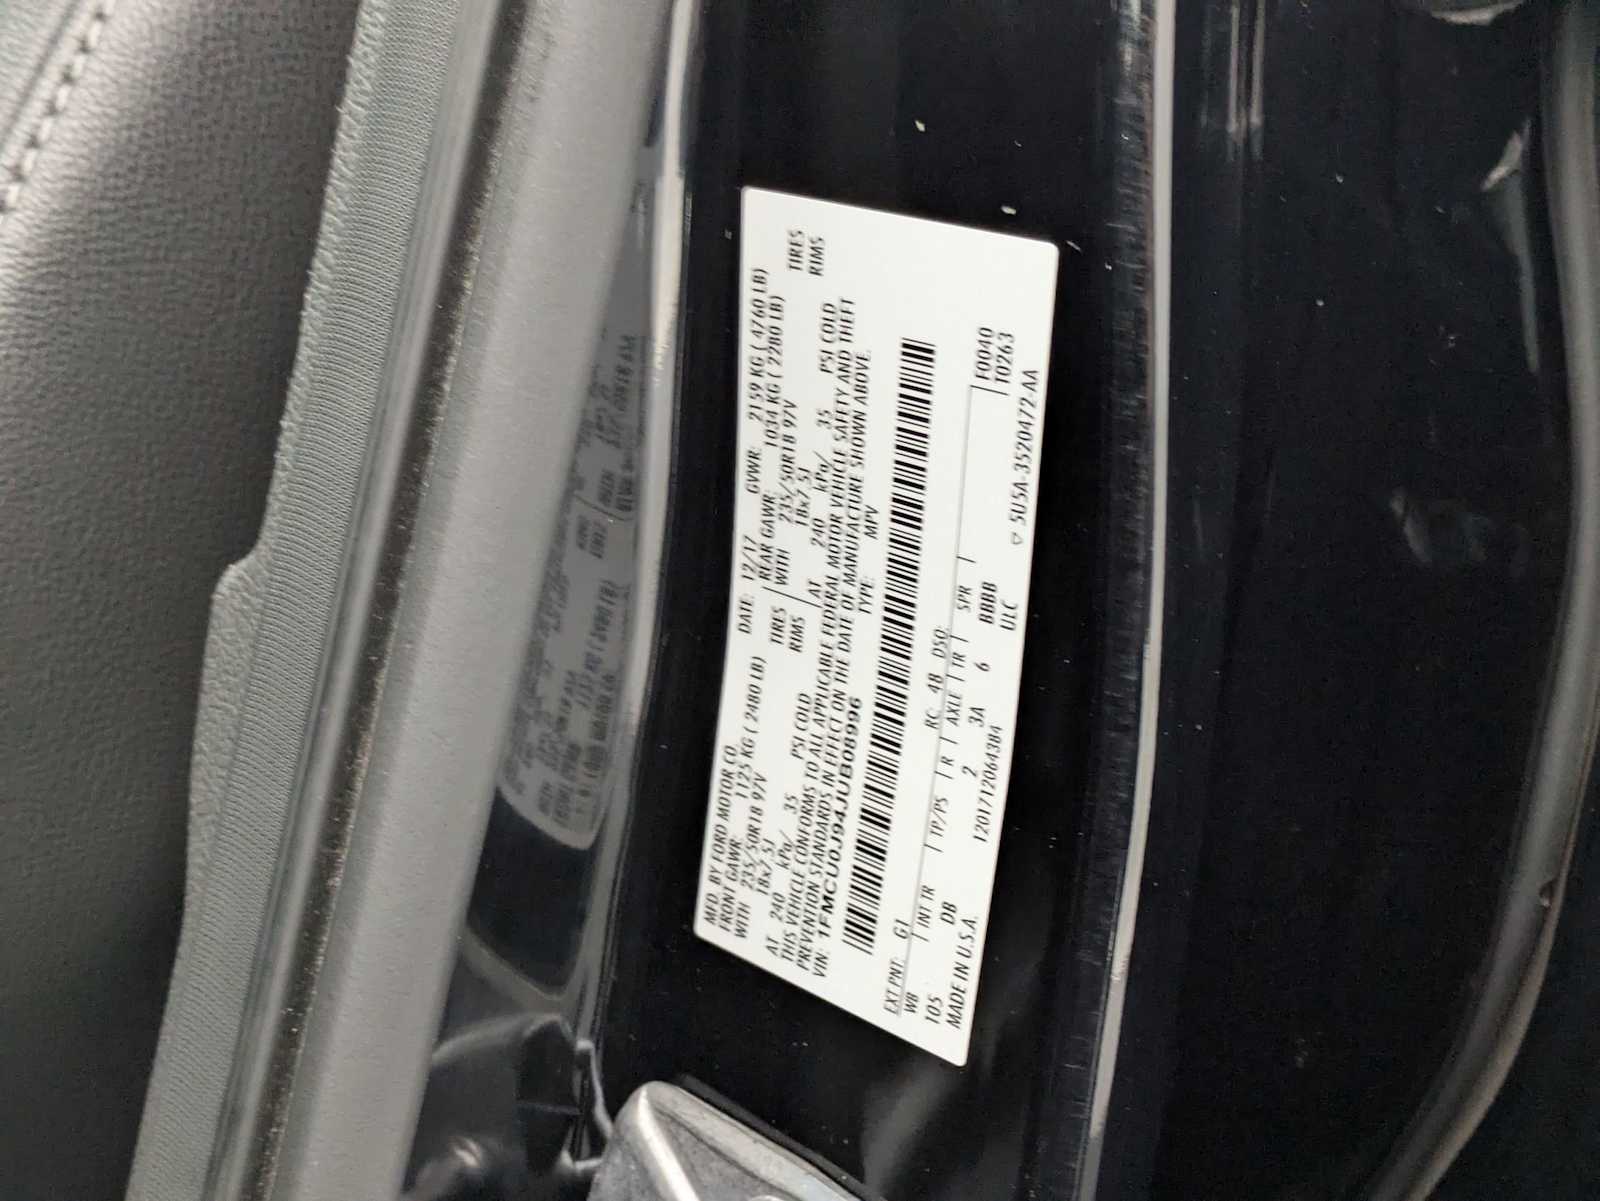 MFD. BY FORD MOTOR CO. DATE: 12/17 GVWR: 2159 KG ( 4760 LB)
FRONT GAWR: 1125 KG ( 2480 LB) REAR GAWR: 1034 KG ( 2280 LB)
WITH 235/50R18 97V TIRES WITH 235/50R18 97V TIRES
18x7.5J RIMS 18x7.5J RIMS
AT 240 kPa/ 35 PSI COLD AT 240 kPa/ 35 PSI COLD
THIS VEHICLE CONFORMS TO ALL APPLICABLE FEDERAL MOTOR VEHICLE SAFETY AND THEFT
PREVENTION STANDARDS IN EFFECT ON THE DATE OF MANUFACTURE SHOWN ABOVE.
VIN: 1FMCU0J94JUB08996 TYPE: MPV
EXT PNT: G1 RC: 4B DSO:
WB INT TR TP/PS R AXLE TR SPR
105 DB 2 3A 6 BBBB F0040
MADE IN U.S.A. 1201712064384 ULC T0263
▽ 5U5A-3520472-AA